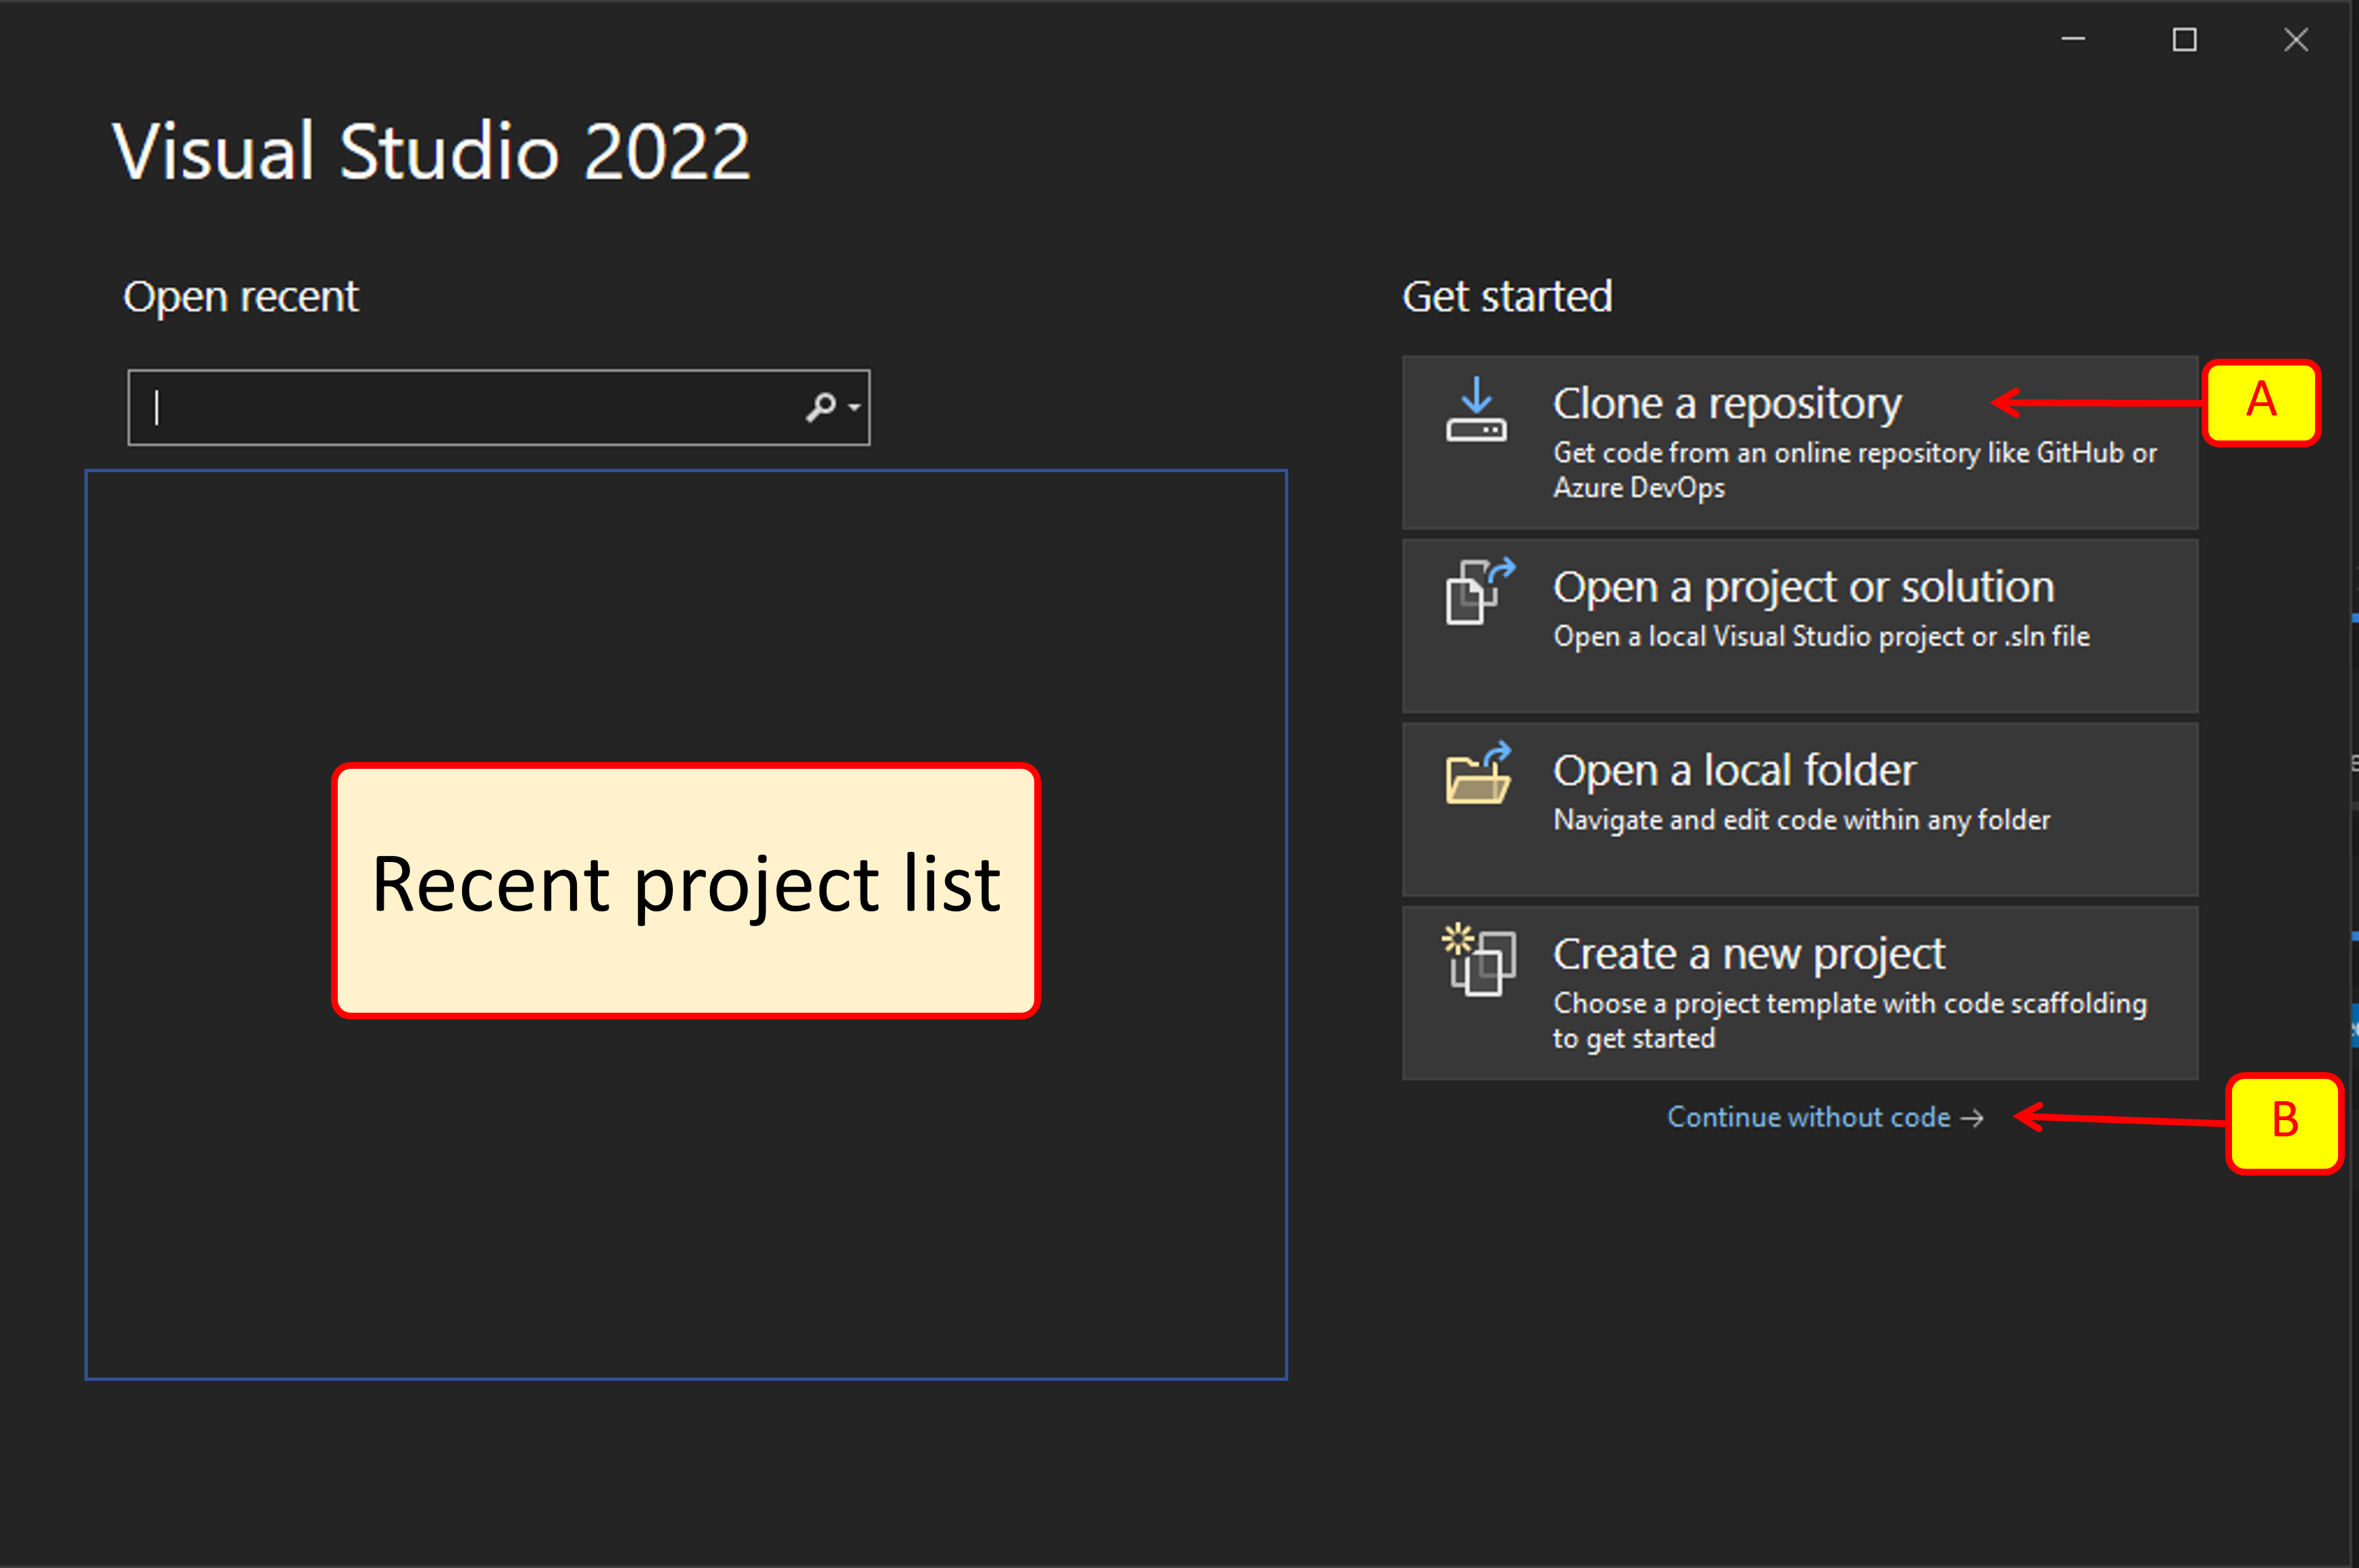 Visual Studio 2022
Open recent
Recent project list
Get started
Clone a repository
Get code from an online repository like GitHub or
Azure DevOps
A
Open a project or solution
Open a local Visual Studio project or .sln file
Open a local folder
Navigate and edit code within any folder
Create a new project
Choose a project template with code scaffolding
to get started
Continue without code →
B